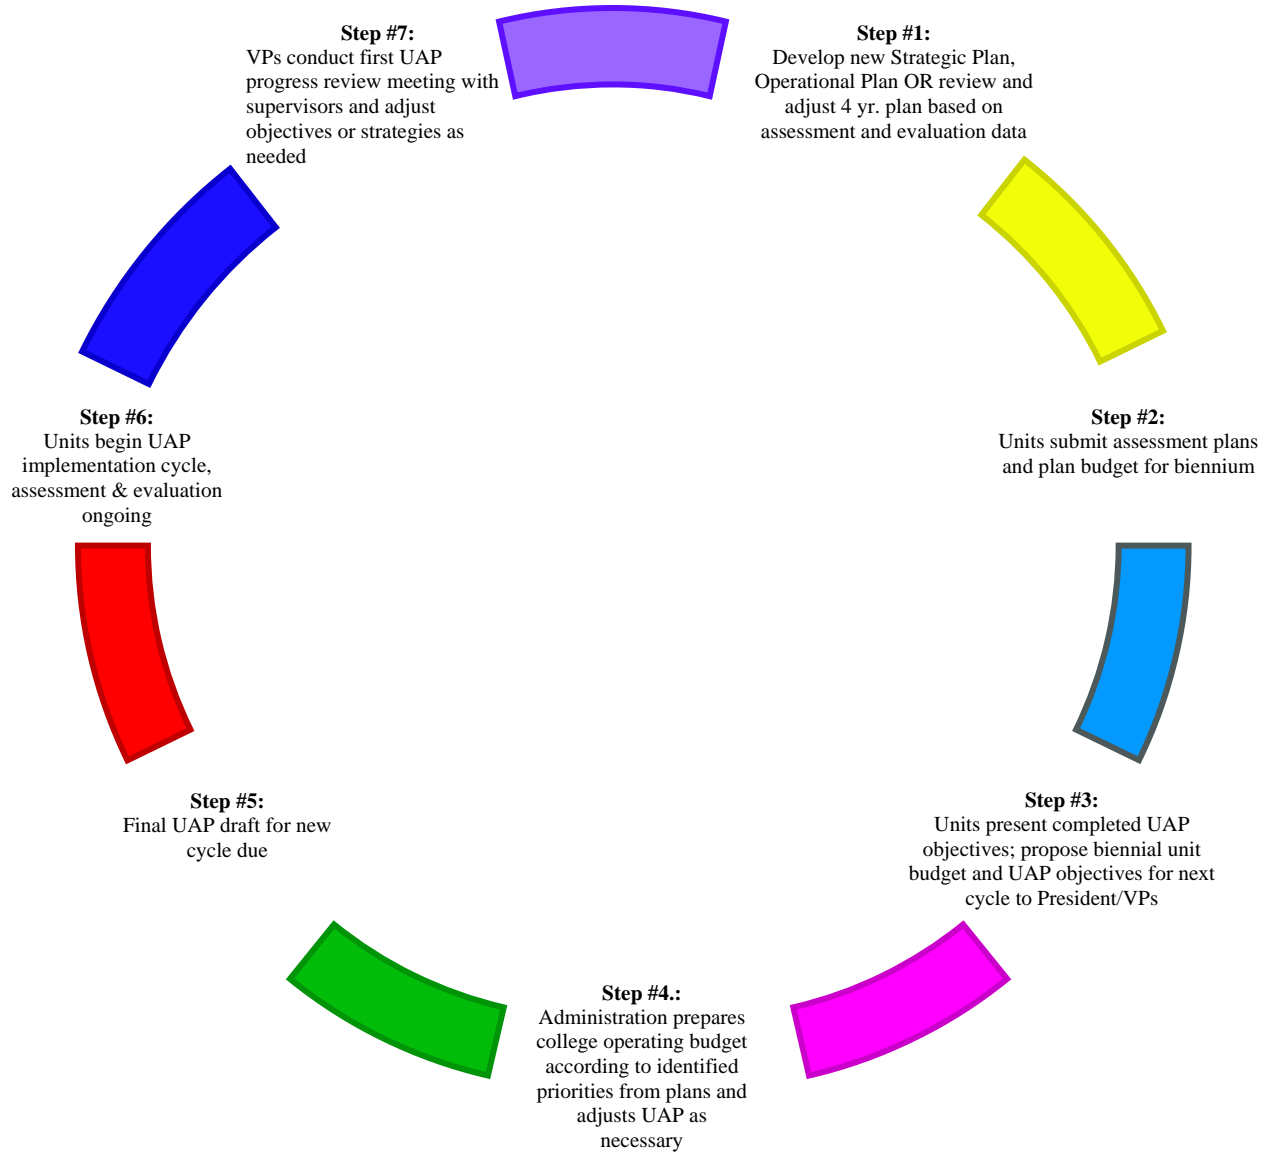 Step #1:
Develop new Strategic Plan,
Operational Plan OR review and
adjust 4 yr. plan based on
assessment and evaluation data
Step #2:
Units submit assessment plans
and plan budget for biennium
Step #3:
Units present completed UAP
objectives; propose biennial unit
budget and UAP objectives for next
cycle to President/VPs
Step #4.:
Administration prepares
college operating budget
according to identified
priorities from plans and
adjusts UAP as
necessary
Step #5:
Final UAP draft for new
cycle due
Step #6:
Units begin UAP
implementation cycle,
assessment & evaluation
ongoing
Step #7:
VPs conduct first UAP
progress review meeting with
supervisors and adjust
objectives or strategies as
needed